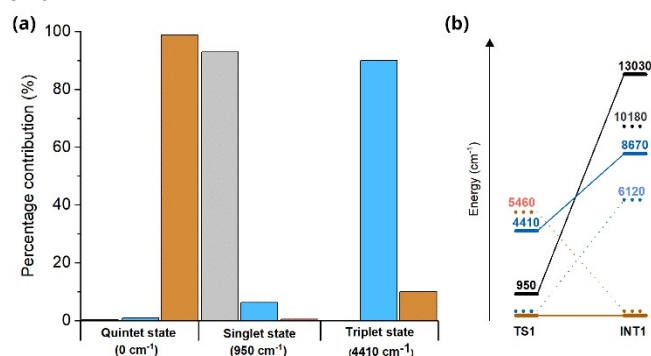 (a)
Percentage contribution (%)
100
80
60
40
20
0
Quintet state
(0 cm⁻¹)
Singlet state
(950 cm⁻¹)
Triplet state
(4410 cm⁻¹)
(b)
Energy (cm⁻¹)
13030
10180
8670
6120
5460
4410
950
TS1
INT1